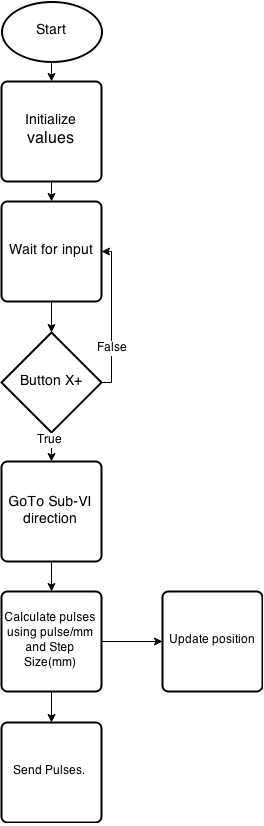 Start
Initialize
values
Wait for input
False
Button X+
True
GoTo Sub-VI
direction
Calculate pulses
using pulse/mm
and Step
Size(mm)
Update position
Send Pulses.